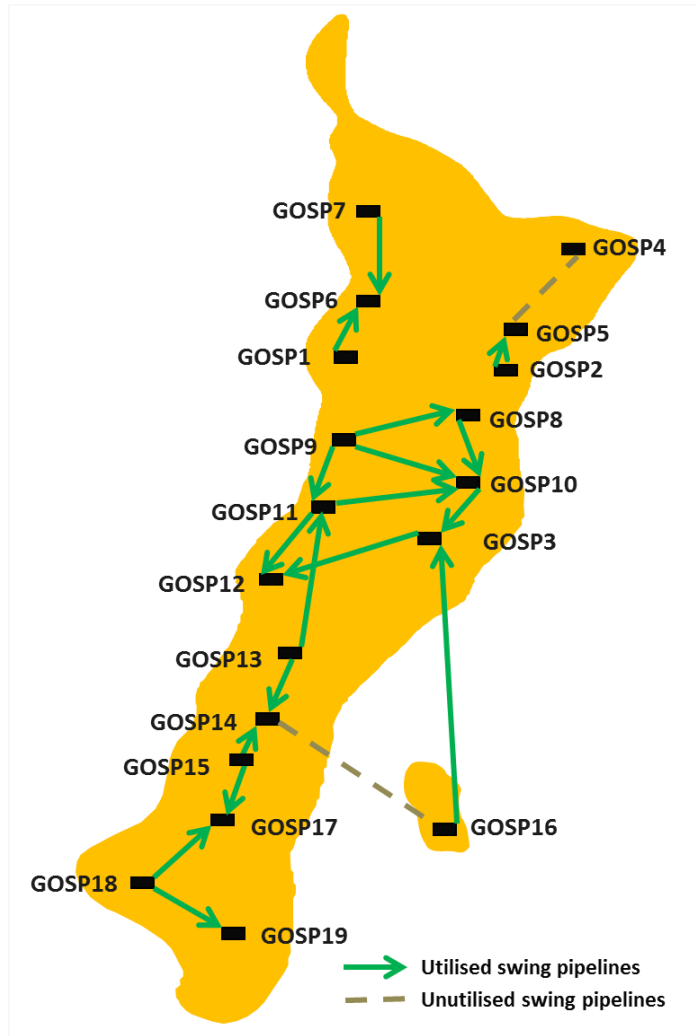 GOSP7
GOSP4
GOSP6
GOSP5
GOSP1
GOSP2
GOSP8
GOSP9
GOSP10
GOSP11
GOSP3
GOSP12
GOSP13
GOSP14
GOSP15
GOSP17
GOSP16
GOSP18
GOSP19
Utilised swing pipelines
Unutilised swing pipelines